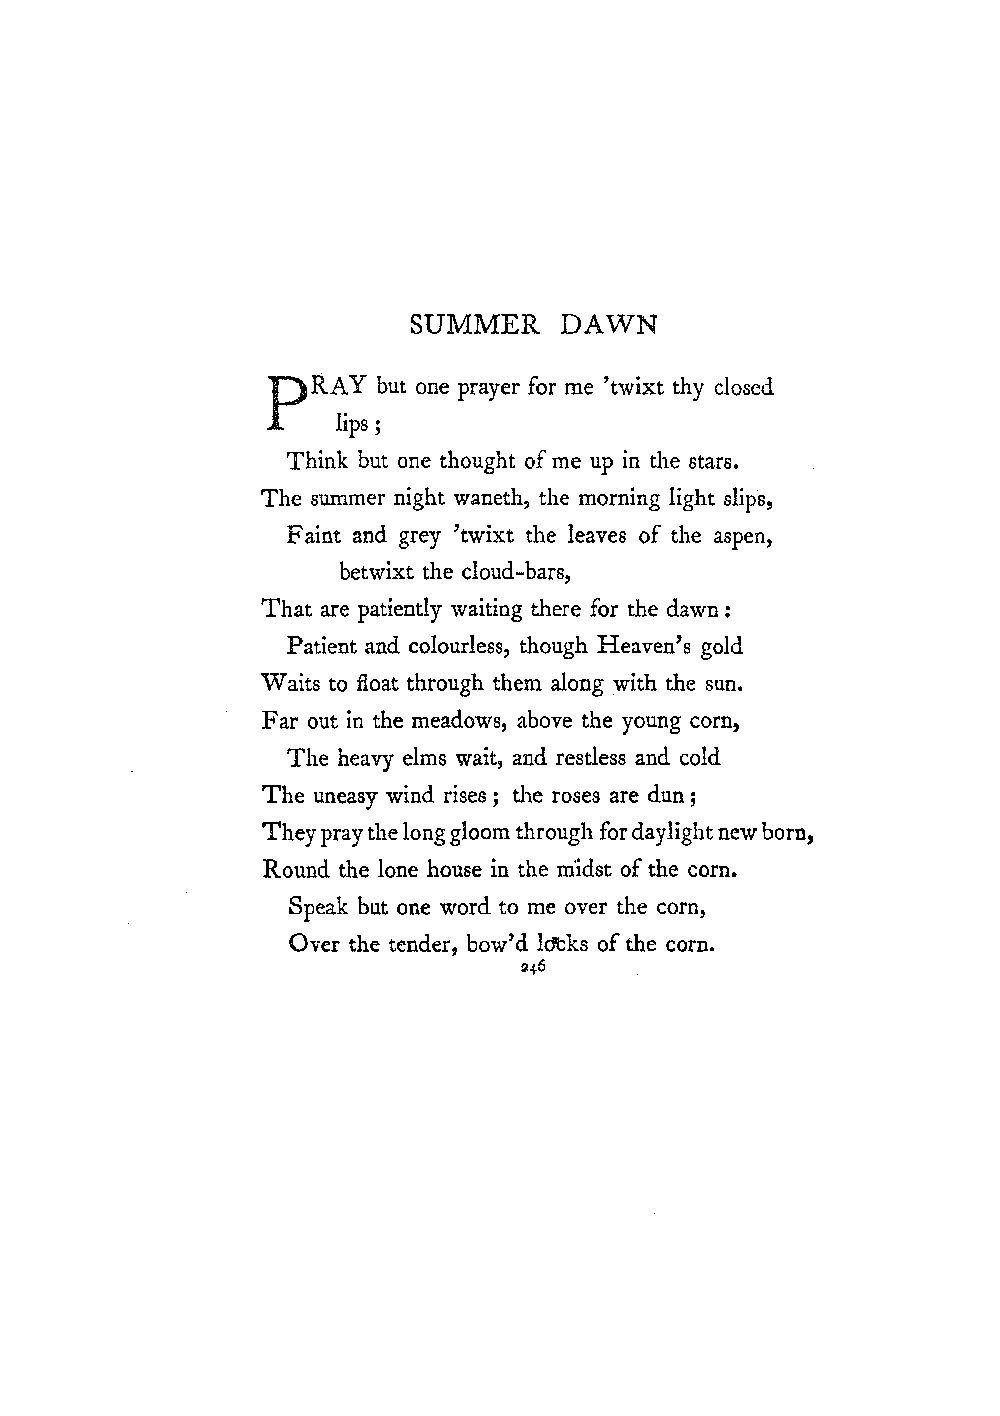 SUMMER DAWN
PRAY but one prayer for me ’twixt thy closed
lips ;
Think but one thought of me up in the stars.
The summer night waneth, the morning light slips,
Faint and grey ’twixt the leaves of the aspen,
betwixt the cloud-bars,
That are patiently waiting there for the dawn :
Patient and colourless, though Heaven’s gold
Waits to float through them along with the sun.
Far out in the meadows, above the young corn,
The heavy elms wait, and restless and cold
The uneasy wind rises ; the roses are dun ;
They pray the long gloom through for daylight new born,
Round the lone house in the midst of the corn.
Speak but one word to me over the corn,
Over the tender, bow’d locks of the corn.
246